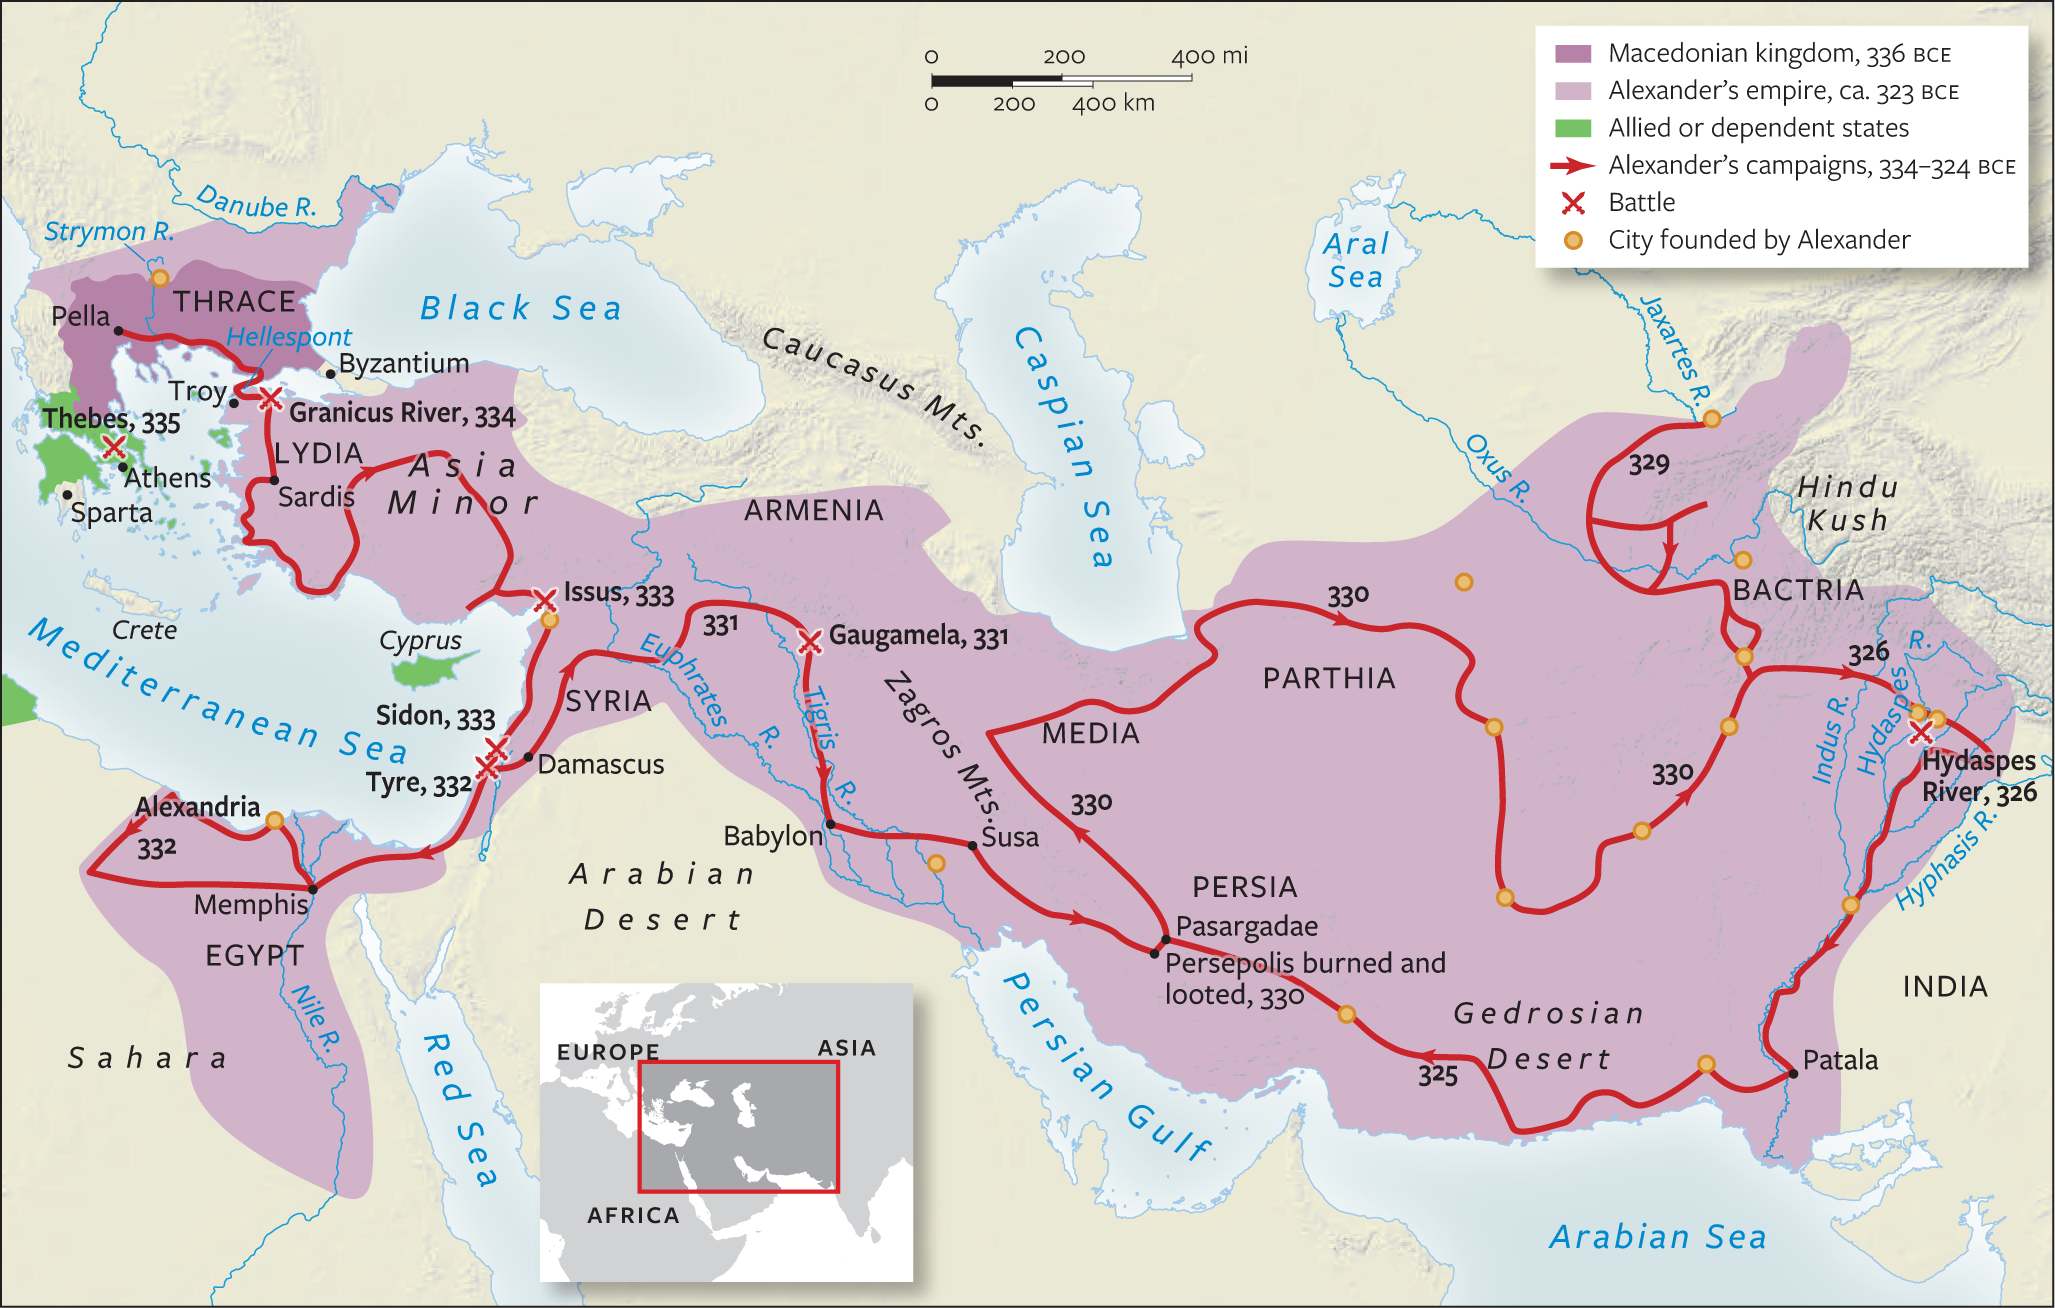 0 200 400 mi
0 200 400 km
Macedonian kingdom, 336 BCE
Alexander's empire, ca. 323 BCE
Allied or dependent states
Alexander's campaigns, 334–324 BCE
Battle
City founded by Alexander
Danube R.
Strymon R.
THRACE
Pella
Hellespont
Byzantium
Black Sea
Caucasus Mts.
Caspian Sea
Aral
Sea
Jaxartes R.
Oxus R.
Troy
Granicus River, 334
Thebes, 335
LYDIA
Athens
Sardis
Sparta
Asia
Minor
ARMENIA
329
Hindu
Kush
BACTRIA
Crete
Cyprus
Issus, 333
331
Gaugamela, 331
330
PARTHIA
326
Mediterranean Sea
Euphrates
R.
Tigris
R.
Zagros Mts.
SYRIA
Sidon, 333
Tyre, 332
Damascus
MEDIA
330
330
Indus R.
Hydaspes
R.
Hydaspes
River, 326
Hyphasis R.
Alexandria
332
Memphis
EGYPT
Nile R.
Sahara
Red Sea
Babylon
Susa
Arabian
Desert
PERSIA
Pasargadae
Persepolis burned and
looted, 330
Persian Gulf
Gedrosian
Desert
325
Patala
INDIA
Arabian Sea
EUROPE
ASIA
AFRICA